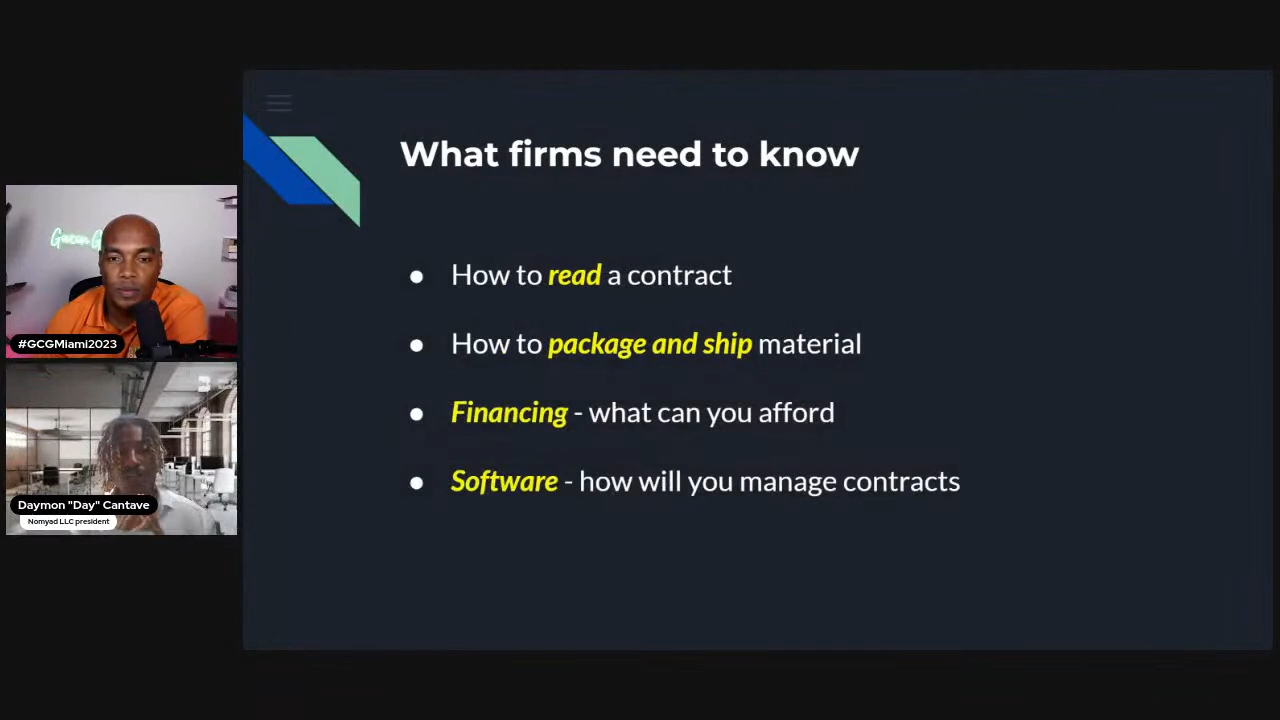 What firms need to know
● How to read a contract
● How to package and ship material
● Financing - what can you afford
● Software - how will you manage contracts
#GCGMiami2023
Daymon "Day" Cantave
Nomyad LLC president